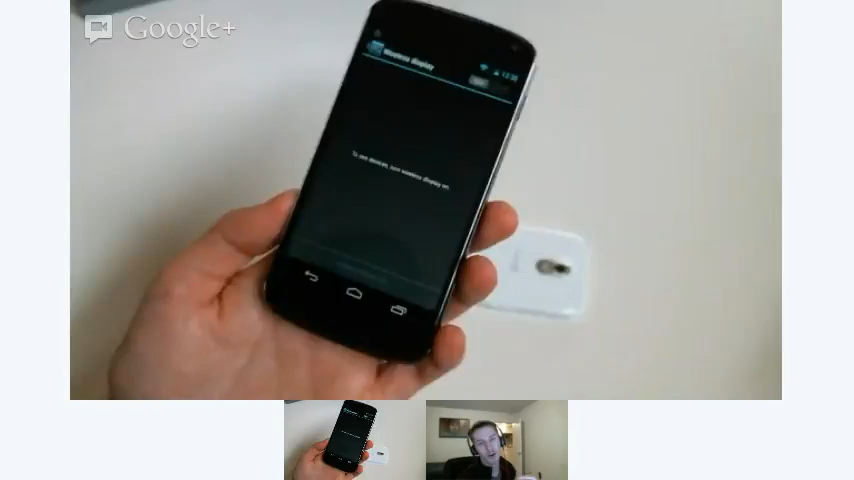 Google+
Wireless display
To see devices, turn wireless display on.